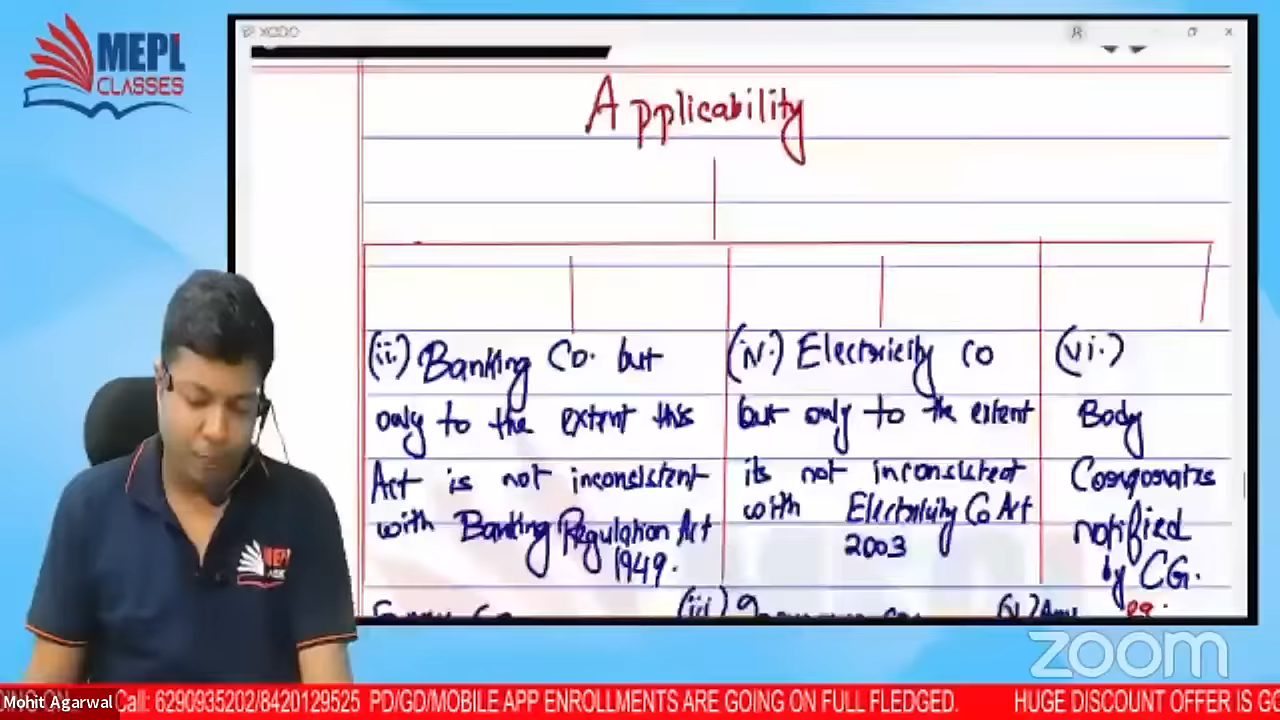 MEPL
CLASSES
XODO
Applicability
(ii.) Banking Co. but
only to the extent this
Act is not inconsistent
with Banking Regulation Act
1949.
(iv.) Electricity co
but only to the extent
its not inconsistent
with Electricity Co Act
2003
(vi.)
Body
Corporates
notified
by CG.
(iii)
MEPL
zoom
Mohit Agarwal
Call: 6290935202/8420129525 PD/GD/MOBILE APP ENROLLMENTS ARE GOING ON FULL FLEDGED. HUGE DISCOUNT OFFER IS